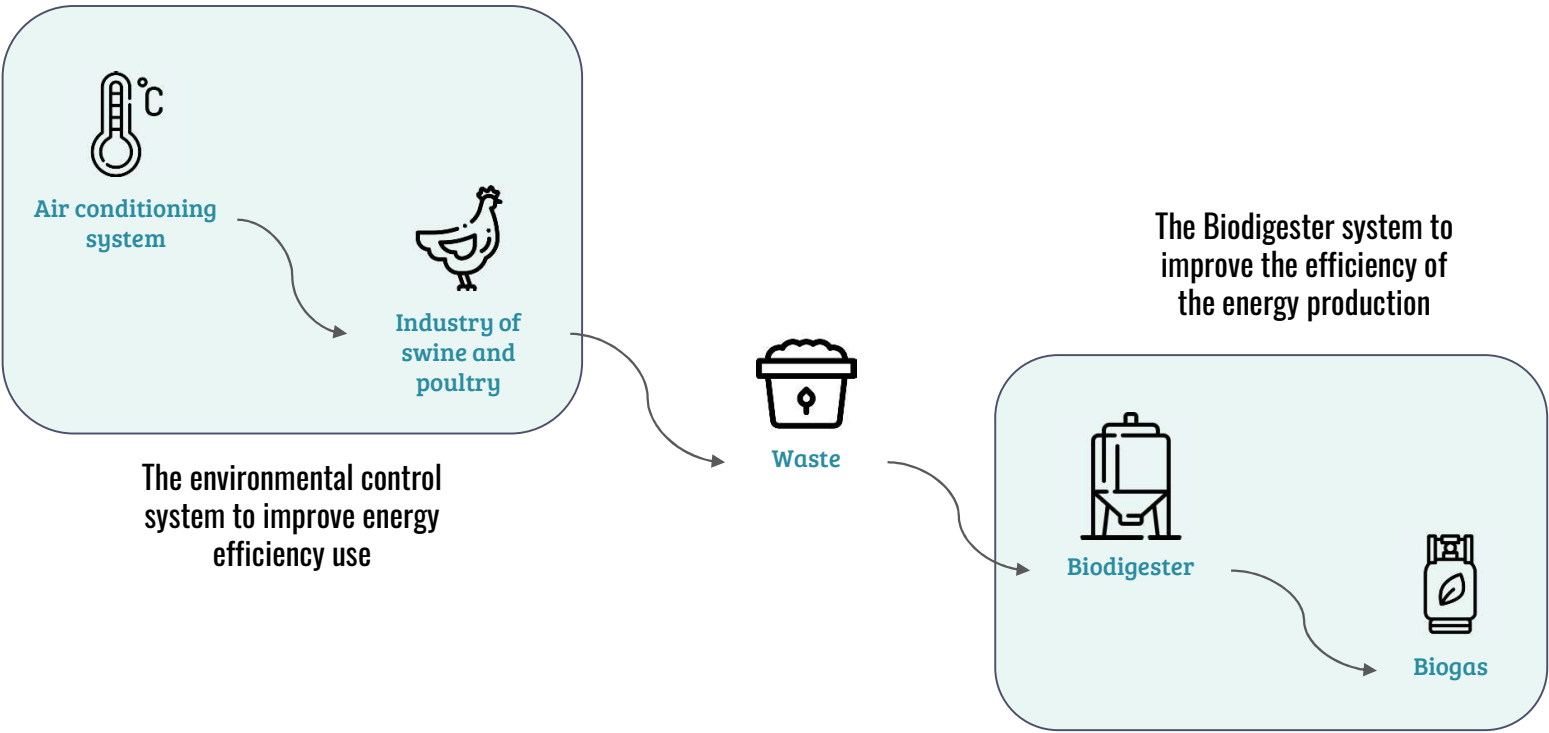 °C
Air conditioning
system
Industry of
swine and
poultry
The environmental control
system to improve energy
efficiency use
Waste
The Biodigester system to
improve the efficiency of
the energy production
Biodigester
Biogas